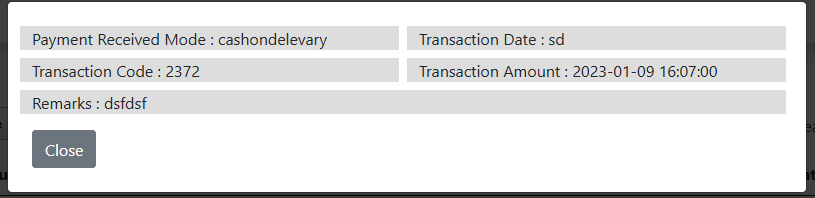 Payment Received Mode : cashondelevary
Transaction Date : sd
Transaction Code : 2372
Transaction Amount : 2023-01-09 16:07:00
Remarks : dsfdsf
Close